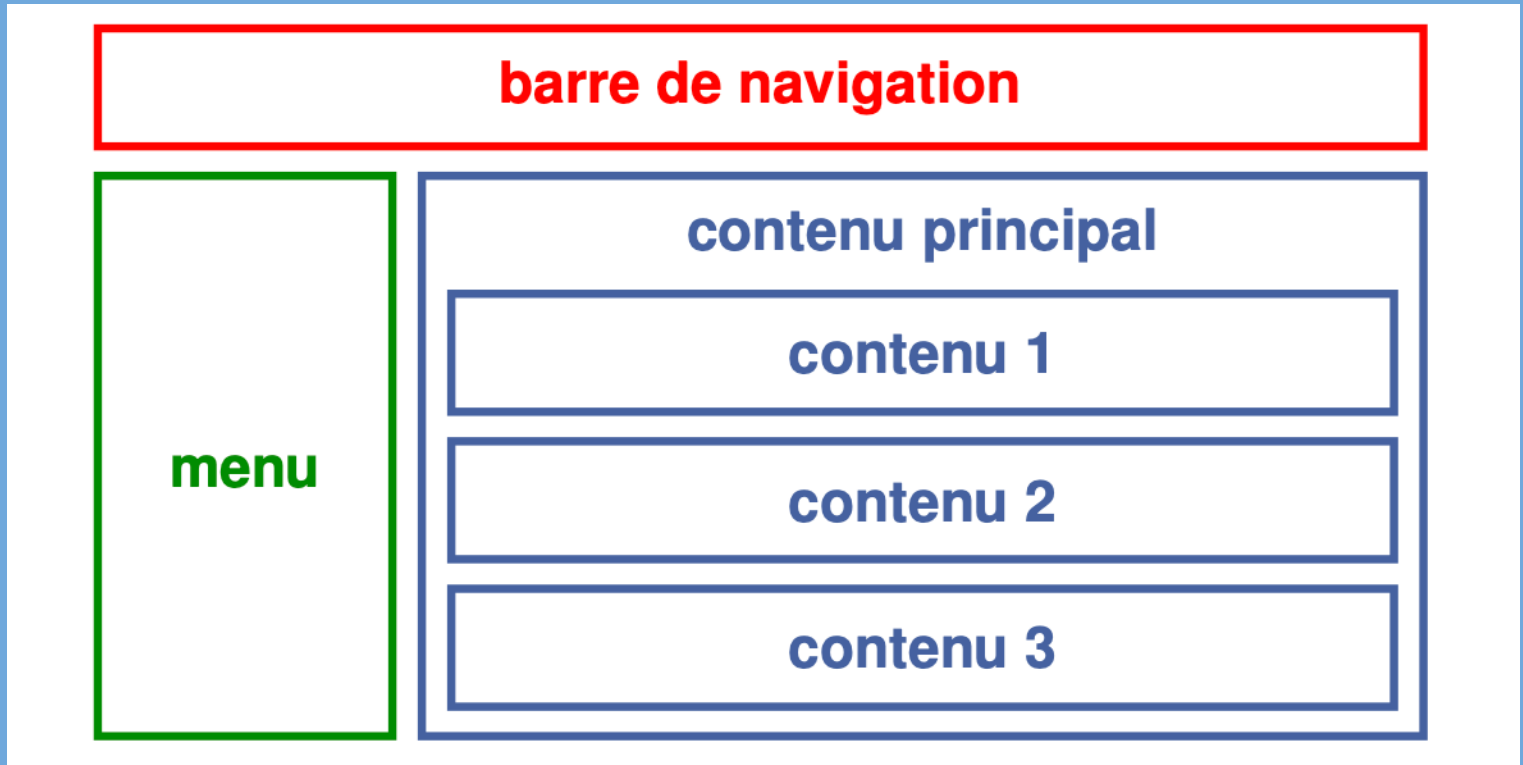 barre de navigation
menu
contenu principal
contenu 1
contenu 2
contenu 3